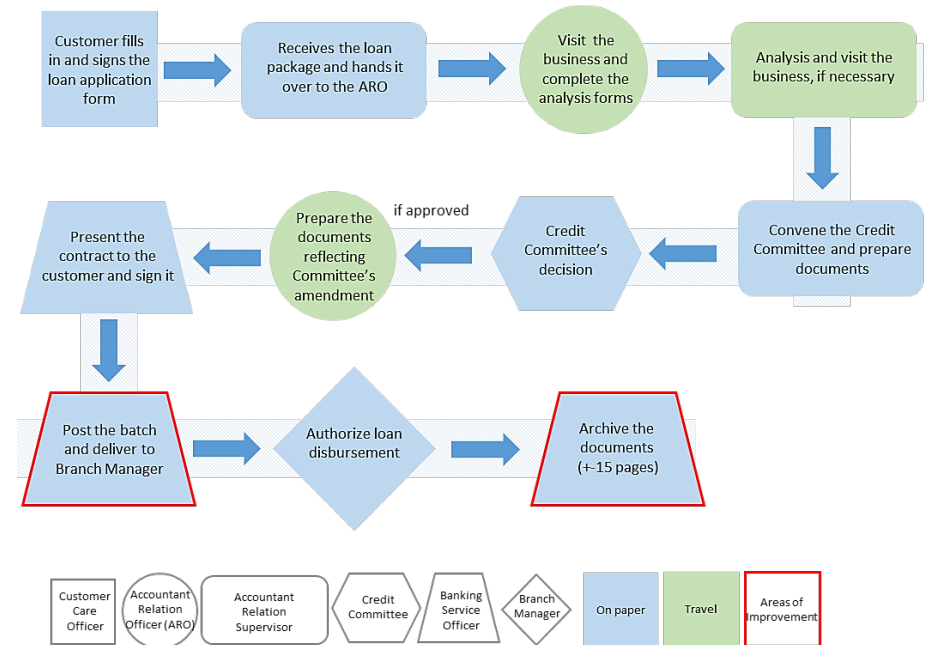 Customer fills
in and signs the
loan application
form
Receives the loan
package and hands it
over to the ARO
Visit the
business and
complete the
analysis forms
Analysis and visit the
business, if necessary
Present the
contract to the
customer and sign it
Prepare the
documents
reflecting
Committee's
amendment
if approved
Credit
Committee's
decision
Convene the Credit
Committee and prepare
documents
Post the batch
and deliver to
Branch Manager
Authorize loan
disbursement
Archive the
documents
(+-15 pages)
Customer
Care
Officer
Accountant
Relation
Officer (ARO)
Accountant
Relation
Supervisor
Credit
Committee
Banking
Service
Officer
Branch
Manager
On paper
Travel
Areas of
Improvement